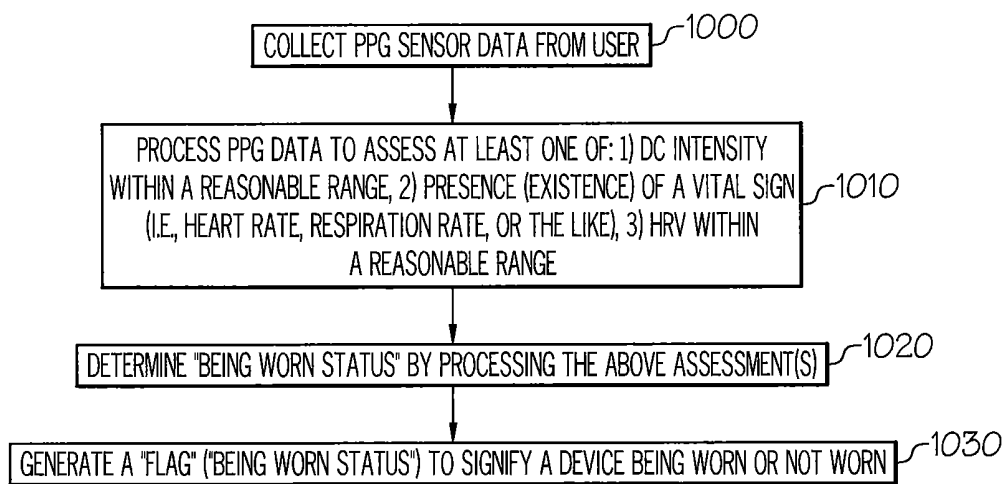 COLLECT PPG SENSOR DATA FROM USER
1000
PROCESS PPG DATA TO ASSESS AT LEAST ONE OF: 1) DC INTENSITY
WITHIN A REASONABLE RANGE, 2) PRESENCE (EXISTENCE) OF A VITAL SIGN
(I.E., HEART RATE, RESPIRATION RATE, OR THE LIKE), 3) HRV WITHIN
A REASONABLE RANGE
1010
DETERMINE "BEING WORN STATUS" BY PROCESSING THE ABOVE ASSESSMENT(S)
1020
GENERATE A "FLAG" ("BEING WORN STATUS") TO SIGNIFY A DEVICE BEING WORN OR NOT WORN
1030